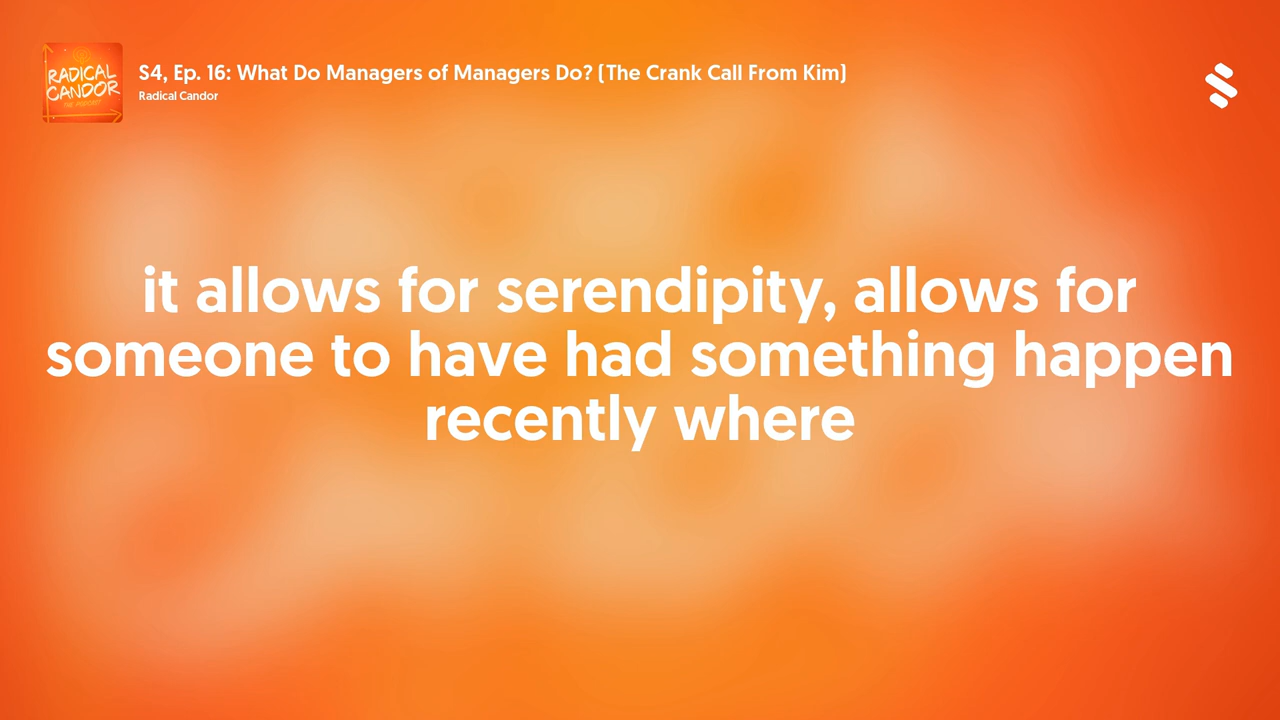 RADICAL
CANDOR
S4, Ep. 16: What Do Managers of Managers Do? (The Crank Call From Kim)
Radical Candor
it allows for serendipity, allows for
someone to have had something happen
recently where